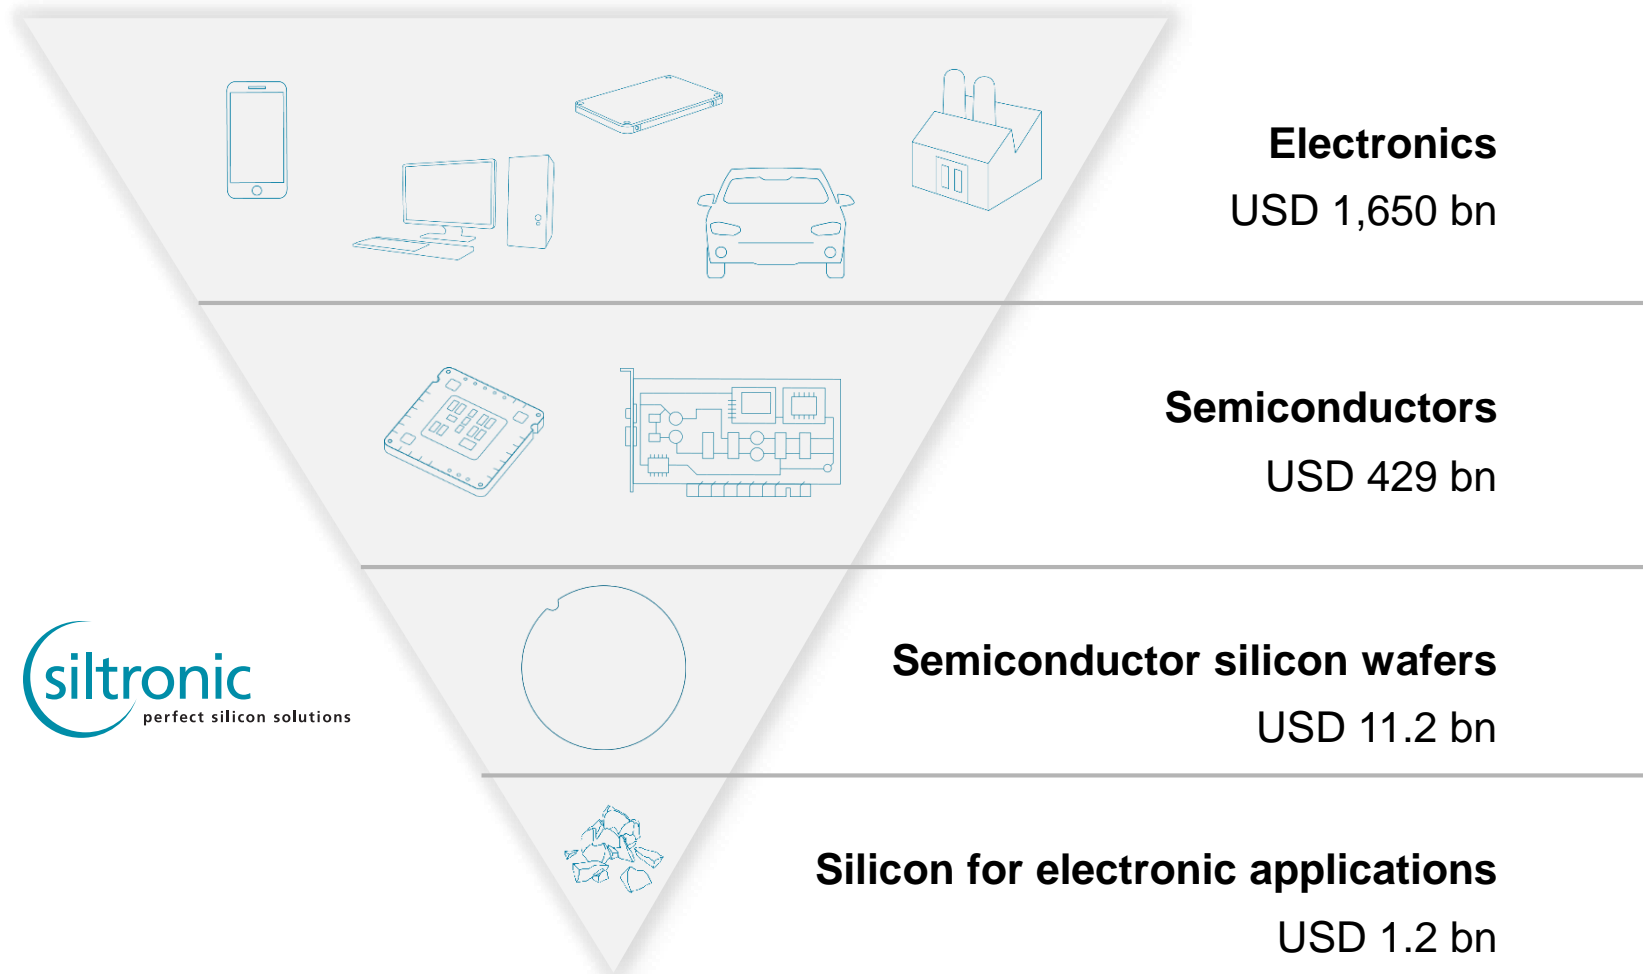 Electronics
USD 1,650 bn
Semiconductors
USD 429 bn
siltronic
perfect silicon solutions
Semiconductor silicon wafers
USD 11.2 bn
Silicon for electronic applications
USD 1.2 bn